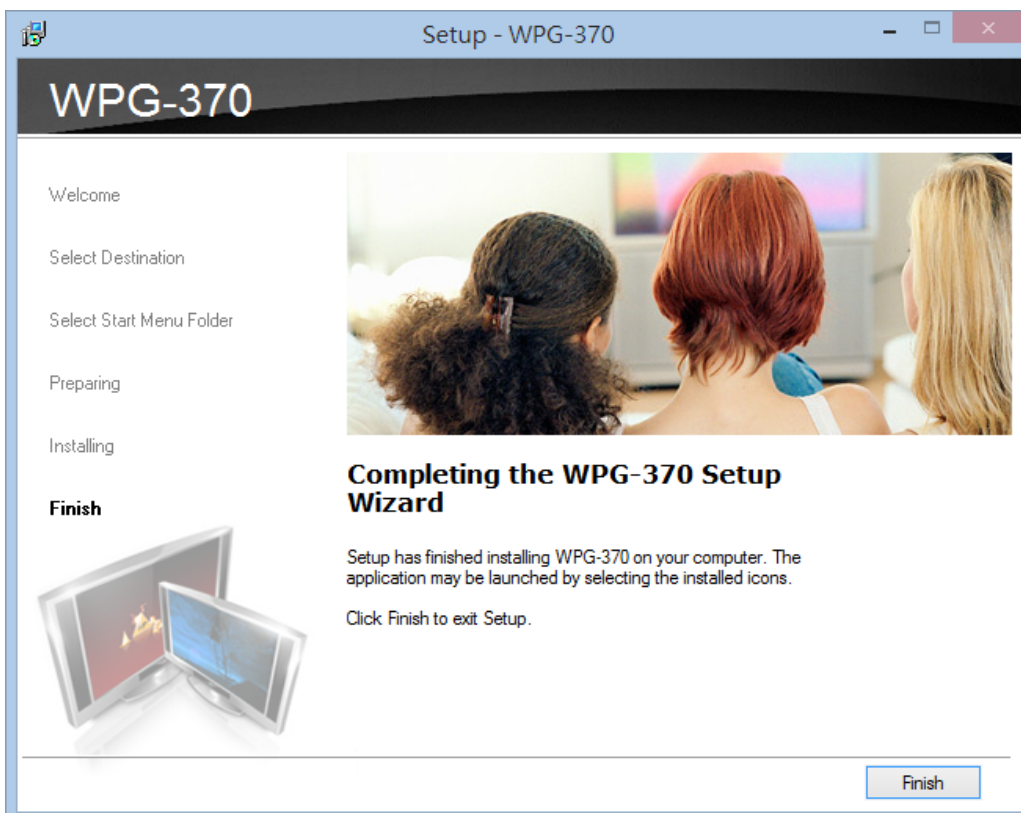 Setup - WPG-370
WPG-370
Welcome
Select Destination
Select Start Menu Folder
Preparing
Installing
Finish
Completing the WPG-370 Setup
Wizard
Setup has finished installing WPG-370 on your computer. The
application may be launched by selecting the installed icons.
Click Finish to exit Setup.
Finish